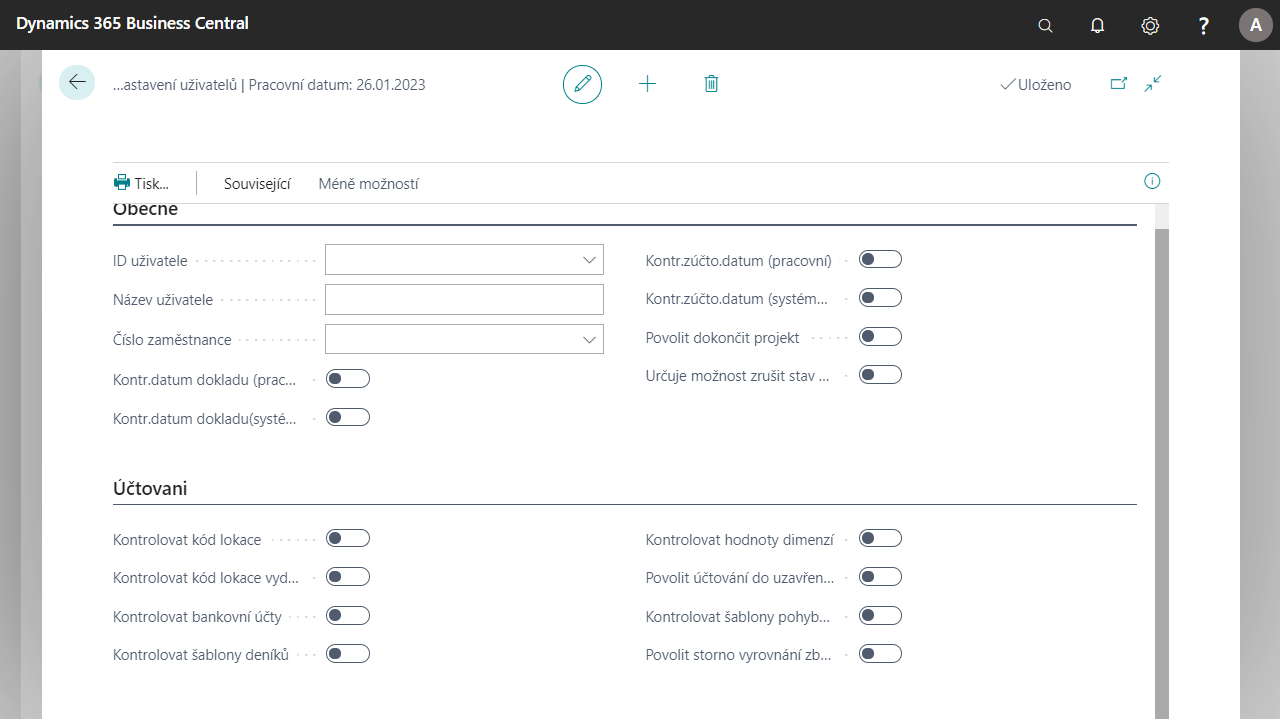 Dynamics 365 Business Central
A
...astavení uživatelů | Pracovní datum: 26.01.2023
Uloženo
Tisk...
Související
Méně možností
Obecné
ID uživatele
Název uživatele
Číslo zaměstnance
Kontr.datum dokladu (prac...
Kontr.datum dokladu(systé...
Kontr.zúčto.datum (pracovní)
Kontr.zúčto.datum (systém...
Povolit dokončit projekt
Určuje možnost zrušit stav ...
Účtovani
Kontrolovat kód lokace
Kontrolovat kód lokace vyd...
Kontrolovat bankovní účty
Kontrolovat šablony deníků
Kontrolovat hodnoty dimenzí
Povolit účtování do uzavřen...
Kontrolovat šablony pohyb...
Povolit storno vyrovnání zb...